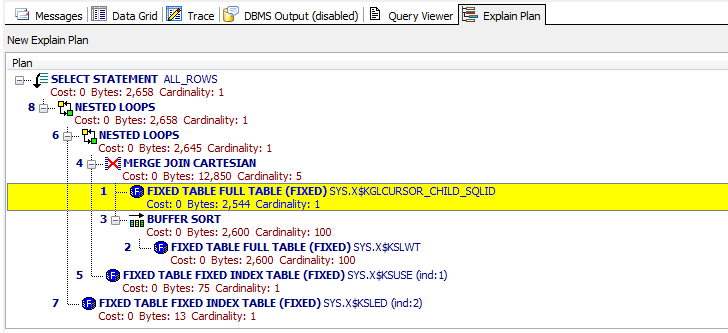 Messages Data Grid Trace DBMS Output (disabled) Query Viewer Explain Plan
New Explain Plan
Plan
SELECT STATEMENT ALL_ROWS
Cost: 0 Bytes: 2,658 Cardinality: 1
8 NESTED LOOPS
Cost: 0 Bytes: 2,658 Cardinality: 1
6 NESTED LOOPS
Cost: 0 Bytes: 2,645 Cardinality: 1
4 MERGE JOIN CARTESIAN
Cost: 0 Bytes: 12,850 Cardinality: 5
1 F FIXED TABLE FULL TABLE (FIXED) SYS.X$KGLCURSOR_CHILD_SQLID
Cost: 0 Bytes: 2,544 Cardinality: 1
3 BUFFER SORT
Cost: 0 Bytes: 2,600 Cardinality: 100
2 F FIXED TABLE FULL TABLE (FIXED) SYS.X$KSLWT
Cost: 0 Bytes: 2,600 Cardinality: 100
5 F FIXED TABLE FIXED INDEX TABLE (FIXED) SYS.X$KSUSE (ind:1)
Cost: 0 Bytes: 75 Cardinality: 1
7 F FIXED TABLE FIXED INDEX TABLE (FIXED) SYS.X$KSLED (ind:2)
Cost: 0 Bytes: 13 Cardinality: 1